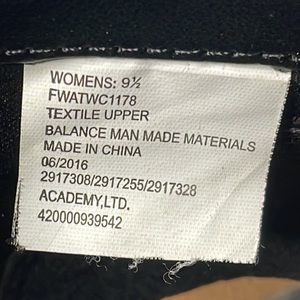 WOMENS: 9½
FWATWC1178
TEXTILE UPPER
BALANCE MAN MADE MATERIALS
MADE IN CHINA
06/2016
2917308/2917255/2917328
ACADEMY,LTD.
420000939542